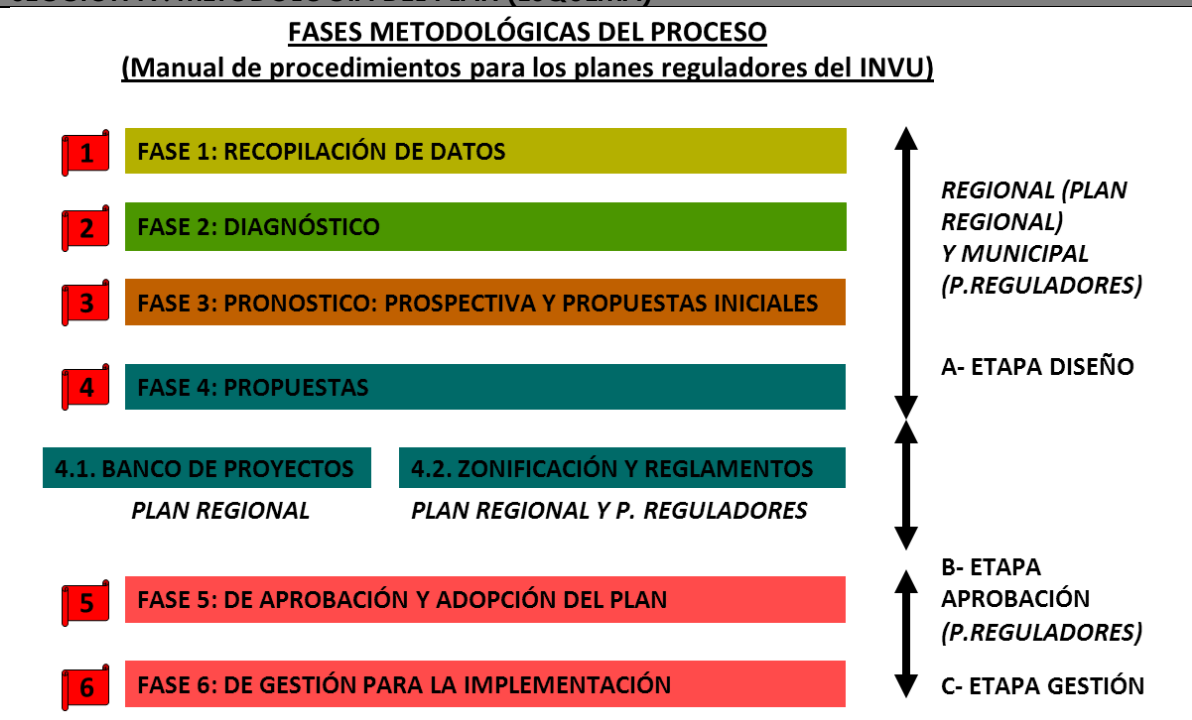 FASES METODOLÓGICAS DEL PROCESO
(Manual de procedimientos para los planes reguladores del INVU)
1 FASE 1: RECOPILACIÓN DE DATOS
2 FASE 2: DIAGNÓSTICO
3 FASE 3: PRONOSTICO: PROSPECTIVA Y PROPUESTAS INICIALES
4 FASE 4: PROPUESTAS
4.1. BANCO DE PROYECTOS
PLAN REGIONAL
4.2. ZONIFICACIÓN Y REGLAMENTOS
PLAN REGIONAL Y P. REGULADORES
5 FASE 5: DE APROBACIÓN Y ADOPCIÓN DEL PLAN
6 FASE 6: DE GESTIÓN PARA LA IMPLEMENTACIÓN
REGIONAL (PLAN
REGIONAL)
Y MUNICIPAL
(P.REGULADORES)
A- ETAPA DISEÑO
B- ETAPA
APROBACIÓN
(P.REGULADORES)
C- ETAPA GESTIÓN